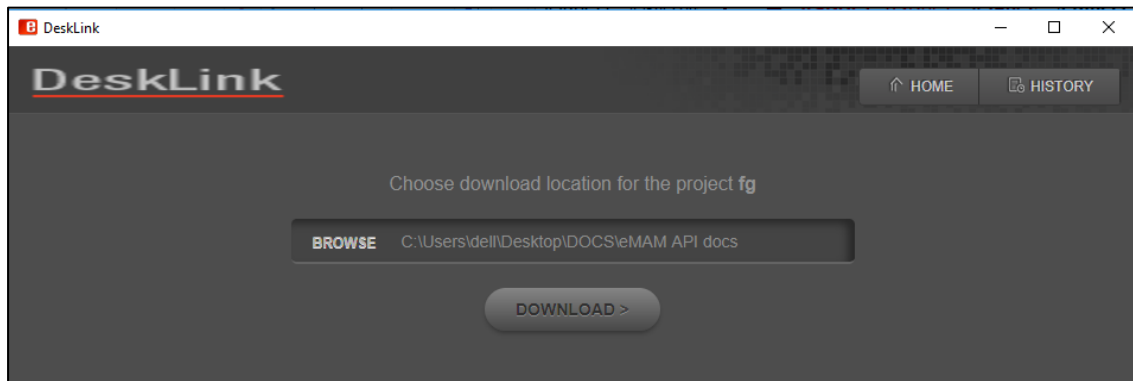 DeskLink
DeskLink
HOME
HISTORY
Choose download location for the project fg
BROWSE C:\Users\dell\Desktop\DOCS\eMAM API docs
DOWNLOAD >